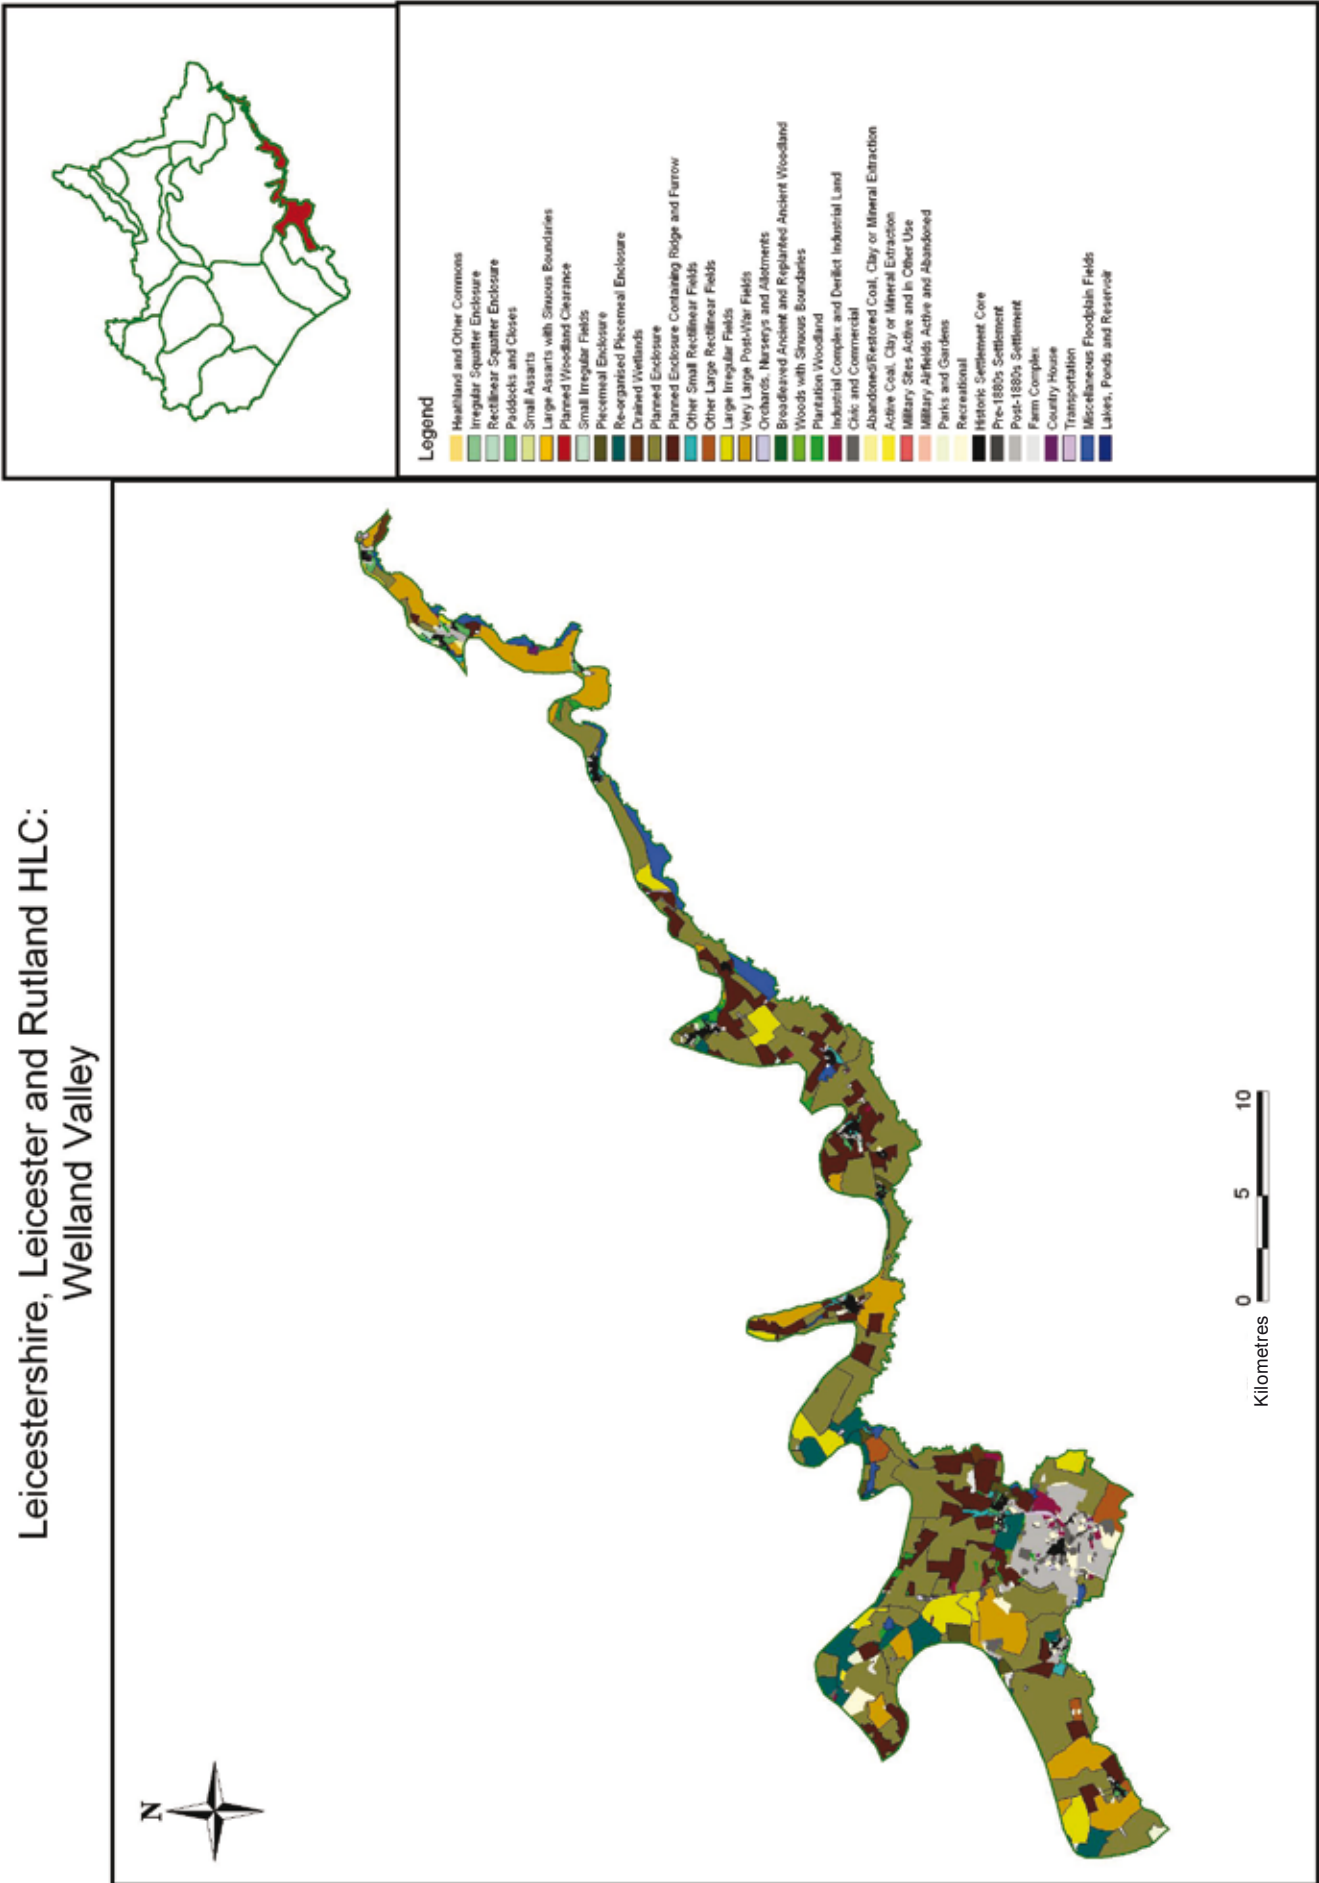 Leicestershire, Leicester and Rutland HLC:
Welland Valley
N
Kilometres
0
5
10
Legend
Heathland and Other Commons
Irregular Squatter Enclosure
Rectilinear Squatter Enclosure
Paddocks and Closes
Small Assarts
Large Assarts with Sinuous Boundaries
Planned Woodland Clearance
Small Irregular Fields
Piecemeal Enclosure
Re-organised Piecemeal Enclosure
Drained Wetlands
Planned Enclosure
Planned Enclosure Containing Ridge and Furrow
Other Small Rectilinear Fields
Other Large Rectilinear Fields
Large Irregular Fields
Very Large Post-War Fields
Orchards, Nurserys and Allotments
Broadleaved Ancient and Replanted Ancient Woodland
Woods with Sinuous Boundaries
Plantation Woodland
Industrial Complex and Derilict Industrial Land
Civic and Commercial
Abandoned/Restored Coal, Clay or Mineral Extraction
Active Coal, Clay or Mineral Extraction
Military Sites, Active and in Other Use
Military Airfields Active and Abandoned
Parks and Gardens
Recreational
Historic Settlement Core
Pre-1880s Settlement
Post-1880s Settlement
Farm Complex
Country House
Transportation
Miscellaneous Floodplain Fields
Lakes, Ponds and Reservoir